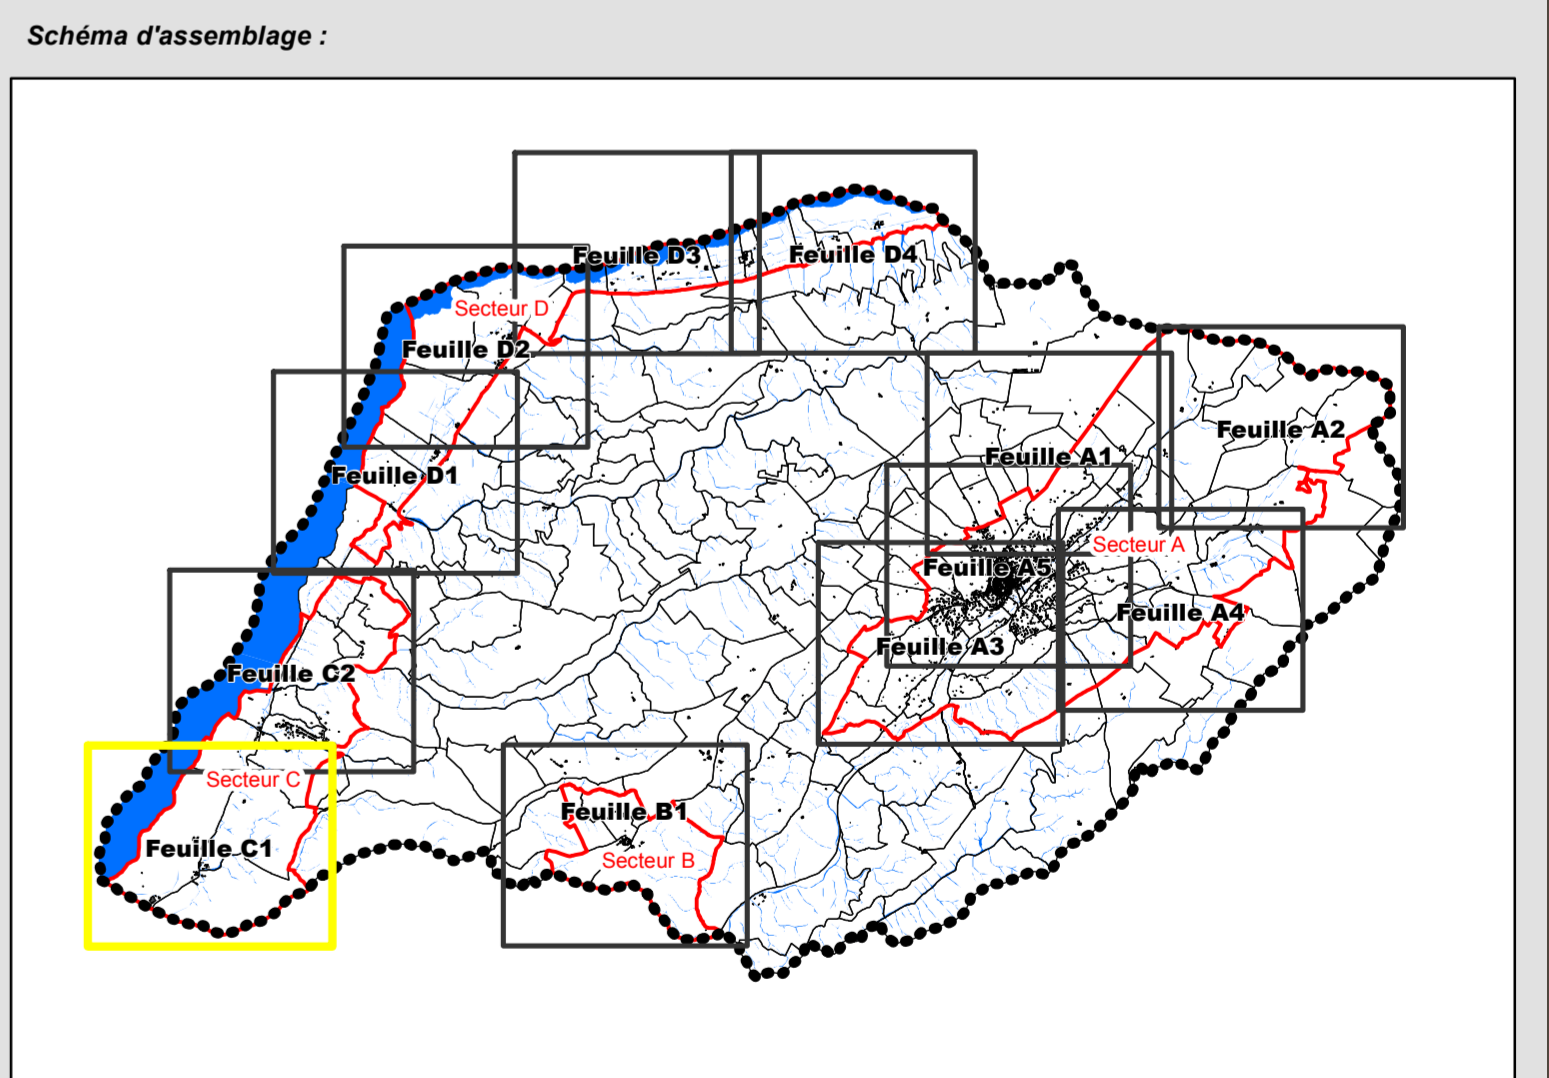 Schéma d'assemblage :
Feuille D3
Feuille D4
Secteur D
Feuille D2
Feuille A2
Feuille A1
Feuille D1
Secteur A
Feuille A5
Feuille A4
Feuille A3
Feuille C2
Secteur C
Feuille B1
Feuille C1
Secteur B